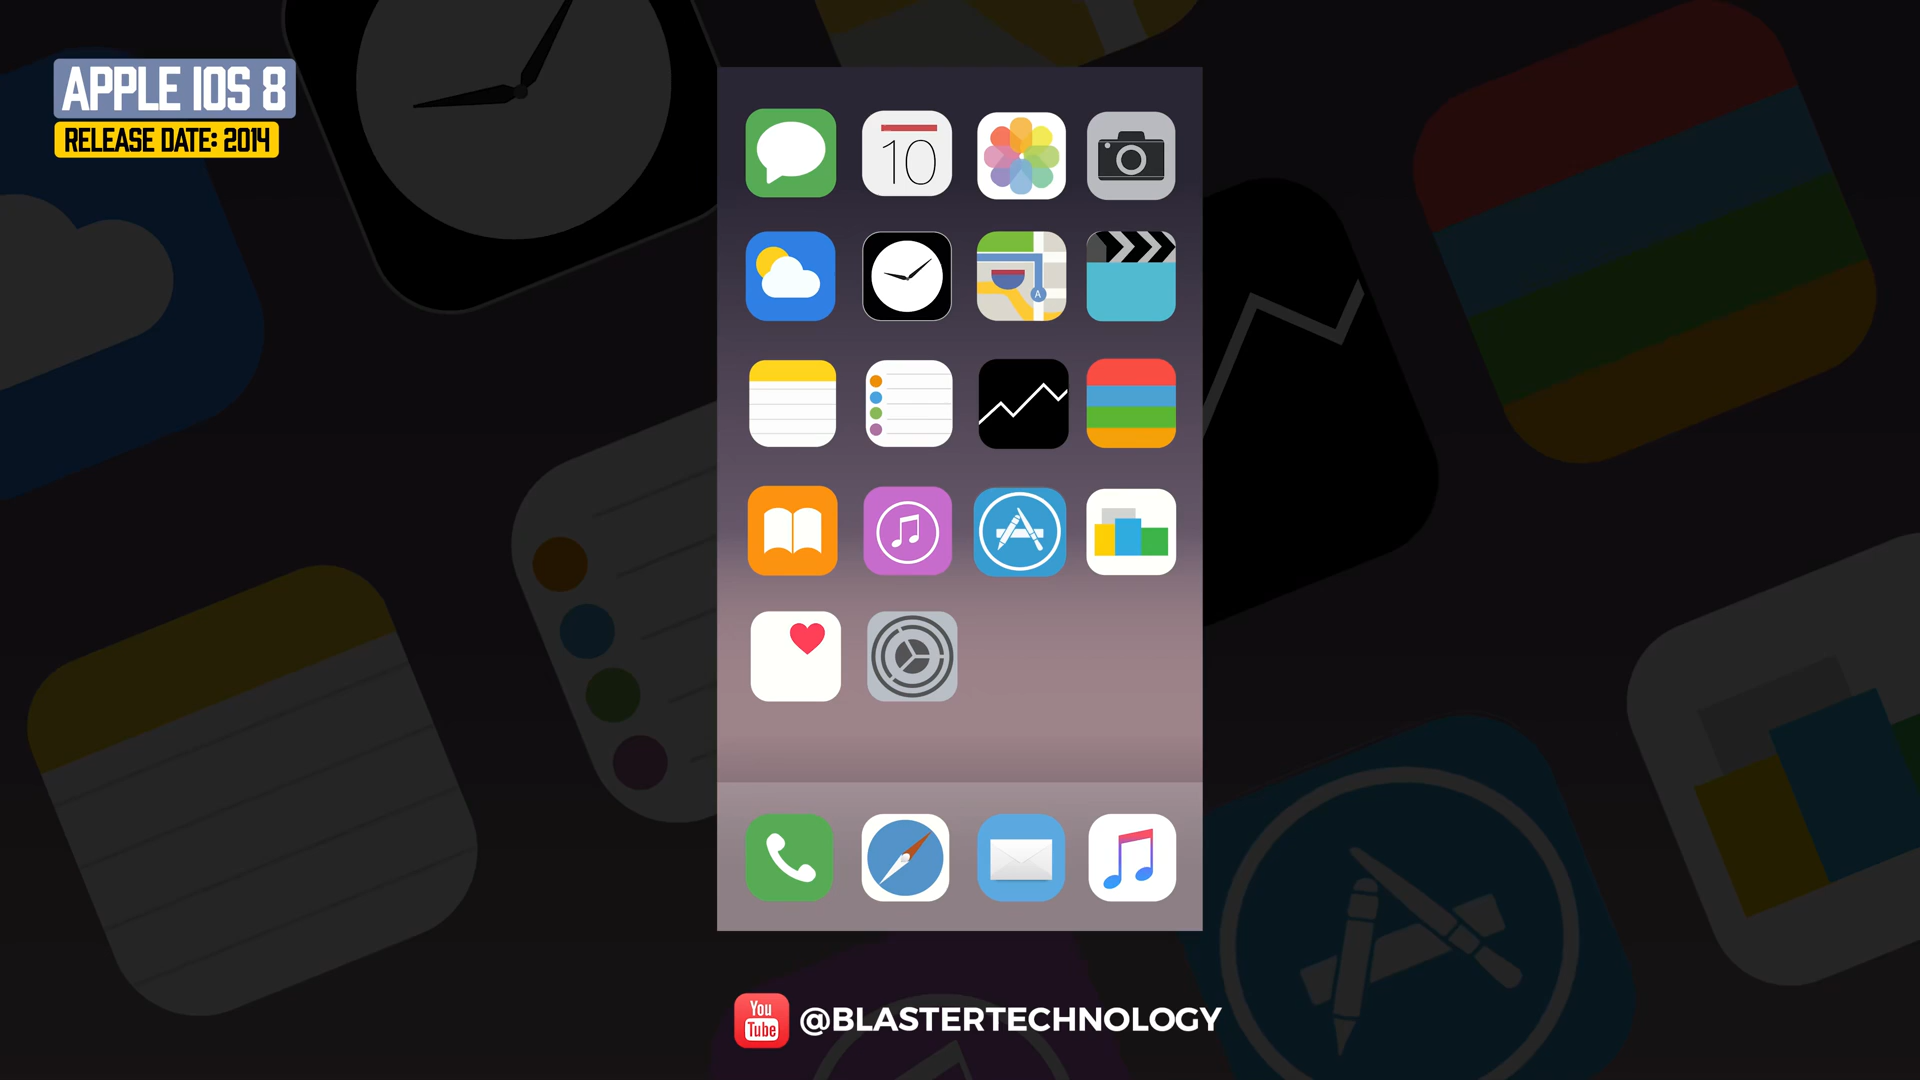 APPLE IOS 8
RELEASE DATE: 2014
10
A
You
Tube
@BLASTERTECHNOLOGY